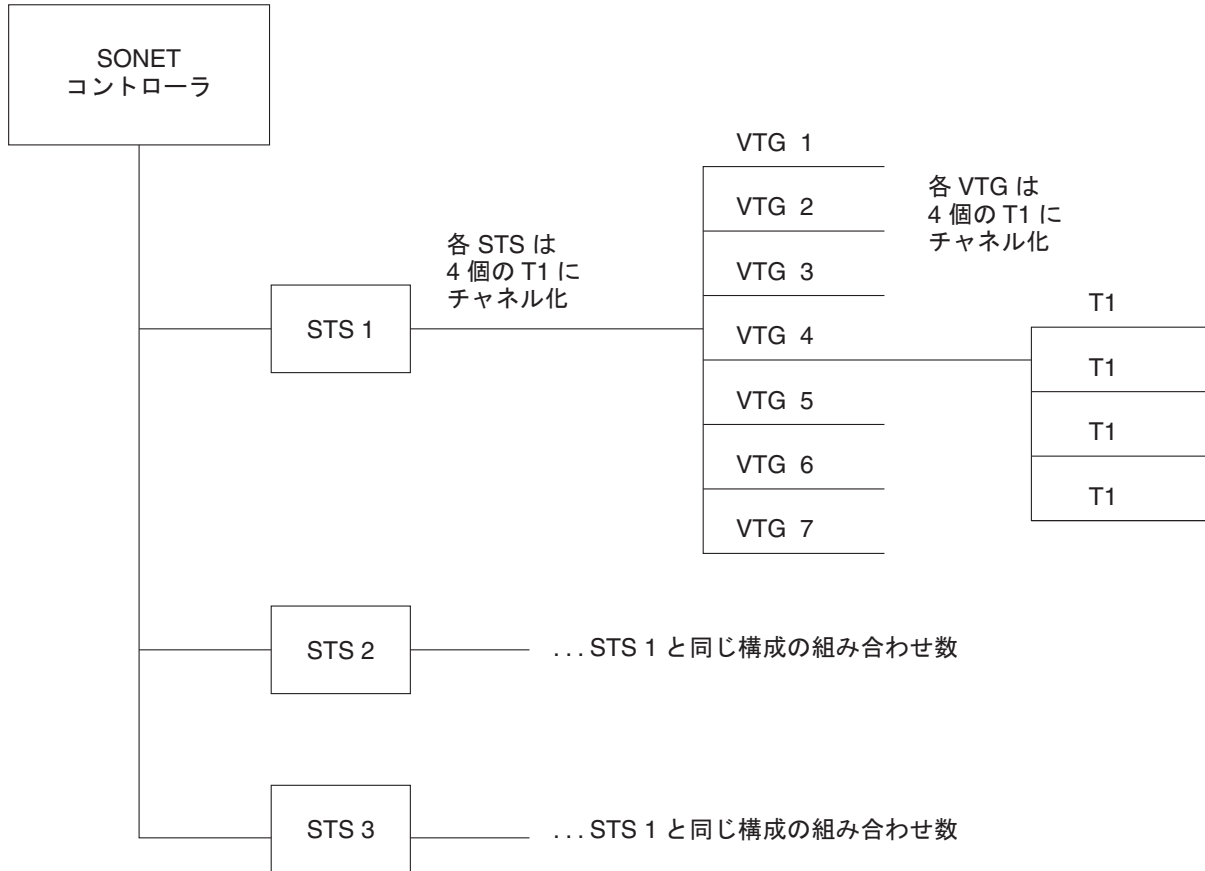 SONET
コントローラ
各 STS は
4 個の T1 に
チャネル化
STS 1
VTG 1
VTG 2
VTG 3
VTG 4
VTG 5
VTG 6
VTG 7
各 VTG は
4 個の T1 に
チャネル化
T1
T1
T1
T1
STS 2
. . . STS 1 と同じ構成の組み合わせ数
STS 3
. . . STS 1 と同じ構成の組み合わせ数